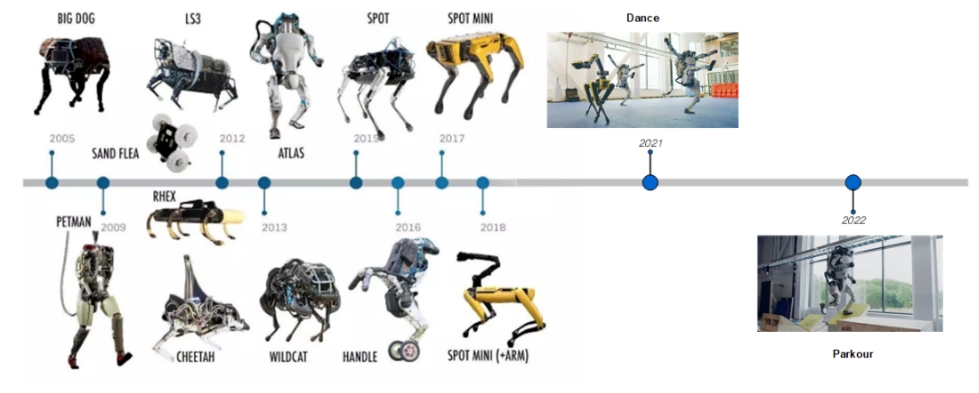 BIG DOG
LS3
SPOT
SPOT MINI
Dance
2005
2012
2015
2017
2021
SAND FLEA
ATLAS
RHEX
PETMAN
2009
2013
2016
2018
2022
CHEETAH
WILDCAT
HANDLE
SPOT MINI (+ARM)
Parkour